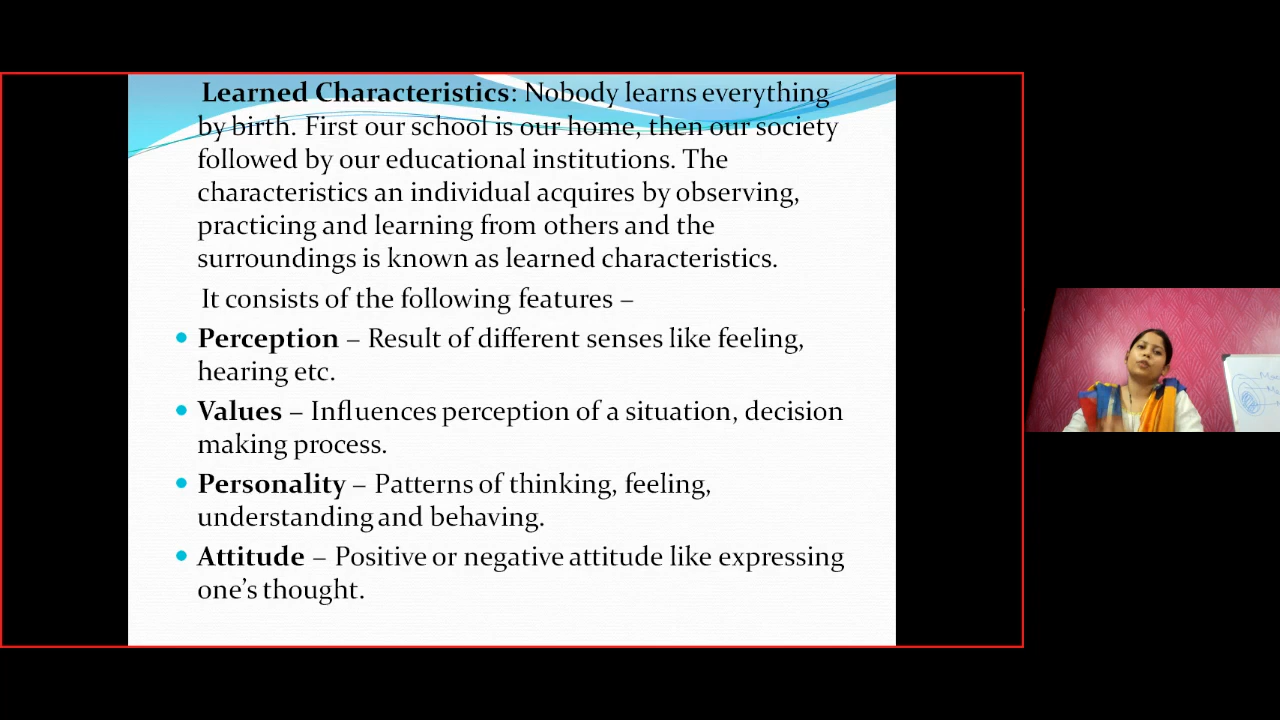 Learned Characteristics: Nobody learns everything
by birth. First our school is our home, then our society
followed by our educational institutions. The
characteristics an individual acquires by observing,
practicing and learning from others and the
surroundings is known as learned characteristics.
It consists of the following features –
• Perception – Result of different senses like feeling,
hearing etc.
• Values – Influences perception of a situation, decision
making process.
• Personality – Patterns of thinking, feeling,
understanding and behaving.
• Attitude – Positive or negative attitude like expressing
one’s thought.